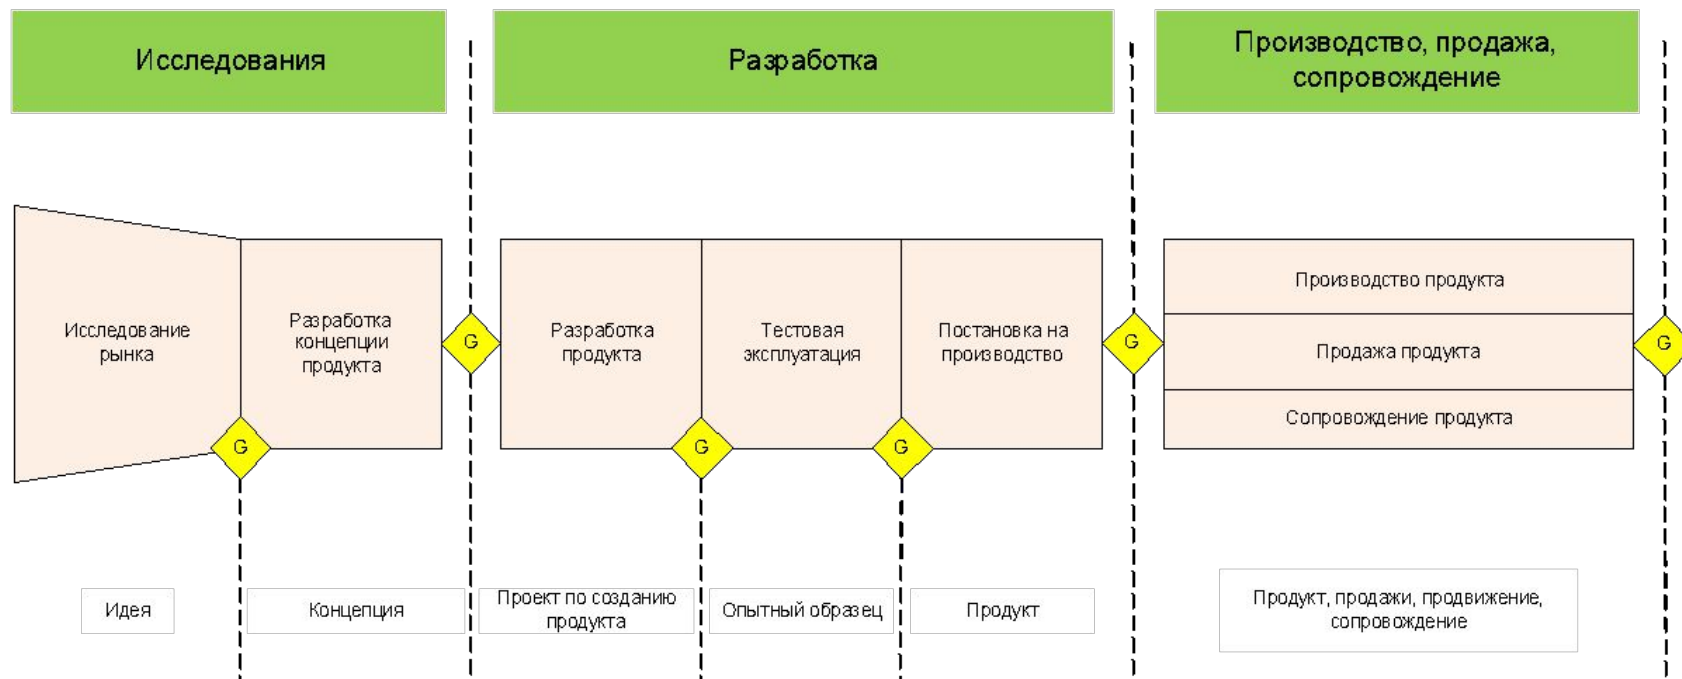 Исследования
Разработка
Производство, продажа,
сопровождение
Исследование
рынка
Разработка
концепции
продукта
G
G
Разработка
продукта
G
Тестовая
эксплуатация
G
Постановка на
производство
G
Производство продукта
Продажа продукта
Сопровождение продукта
G
Идея
Концепция
Проект по созданию
продукта
Опытный образец
Продукт
Продукт, продажи, продвижение,
сопровождение